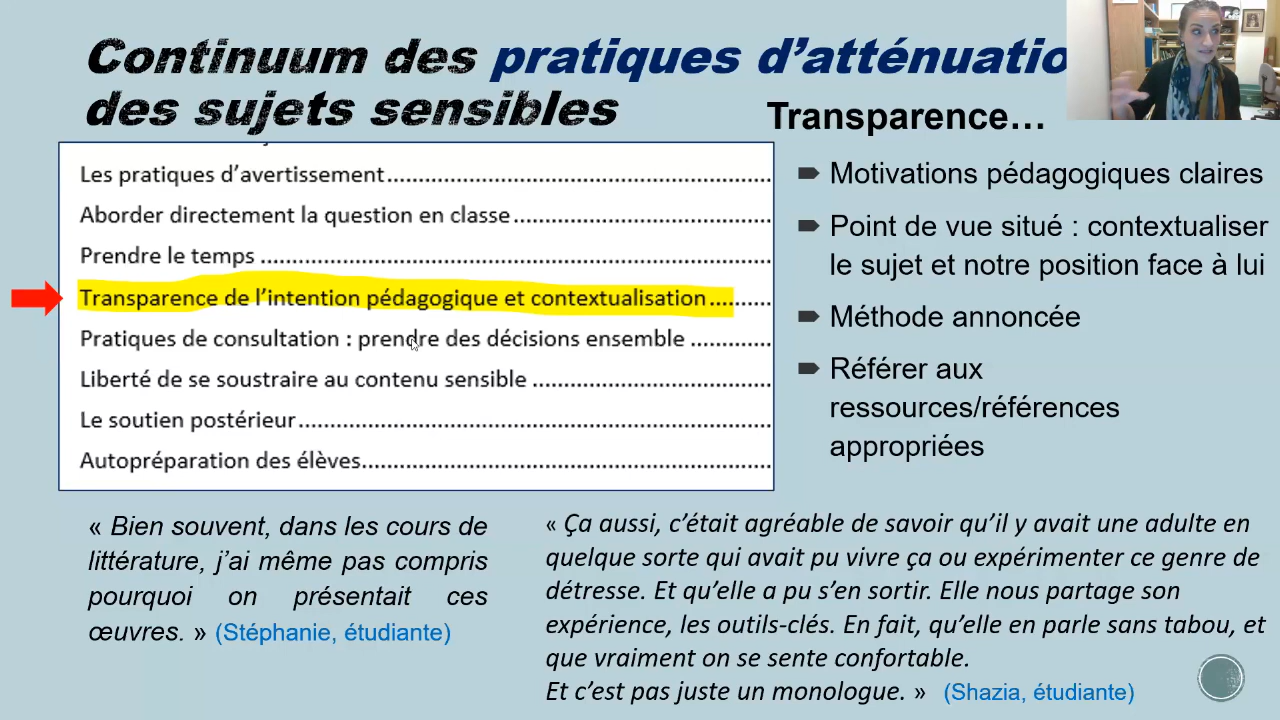 Continuum des pratiques d’atténuatio
des sujets sensibles
Transparence…
Les pratiques d’avertissement
Aborder directement la question en classe
Prendre le temps
Transparence de l’intention pédagogique et contextualisation
Pratiques de consultation : prendre des décisions ensemble
Liberté de se soustraire au contenu sensible
Le soutien postérieur
Autopréparation des élèves
Motivations pédagogiques claires
Point de vue situé : contextualiser
le sujet et notre position face à lui
Méthode annoncée
Référer aux
ressources/références
appropriées
« Bien souvent, dans les cours de
littérature, j’ai même pas compris
pourquoi on présentait ces
œuvres. » (Stéphanie, étudiante)
« Ça aussi, c’était agréable de savoir qu’il y avait une adulte en
quelque sorte qui avait pu vivre ça ou expérimenter ce genre de
détresse. Et qu’elle a pu s’en sortir. Elle nous partage son
expérience, les outils-clés. En fait, qu’elle en parle sans tabou, et
que vraiment on se sente confortable.
Et c’est pas juste un monologue. » (Shazia, étudiante)